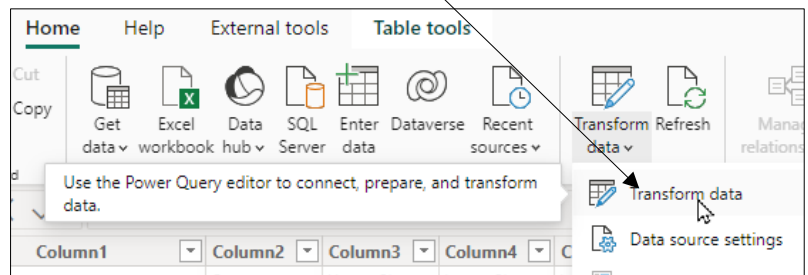 Home Help External tools Table tools
Cut
Copy
Get data Excel workbook Data hub SQL Server Enter data Dataverse Recent sources Transform data Refresh
Use the Power Query editor to connect, prepare, and transform data.
Transform data
Data source settings
Column1 Column2 Column3 Column4